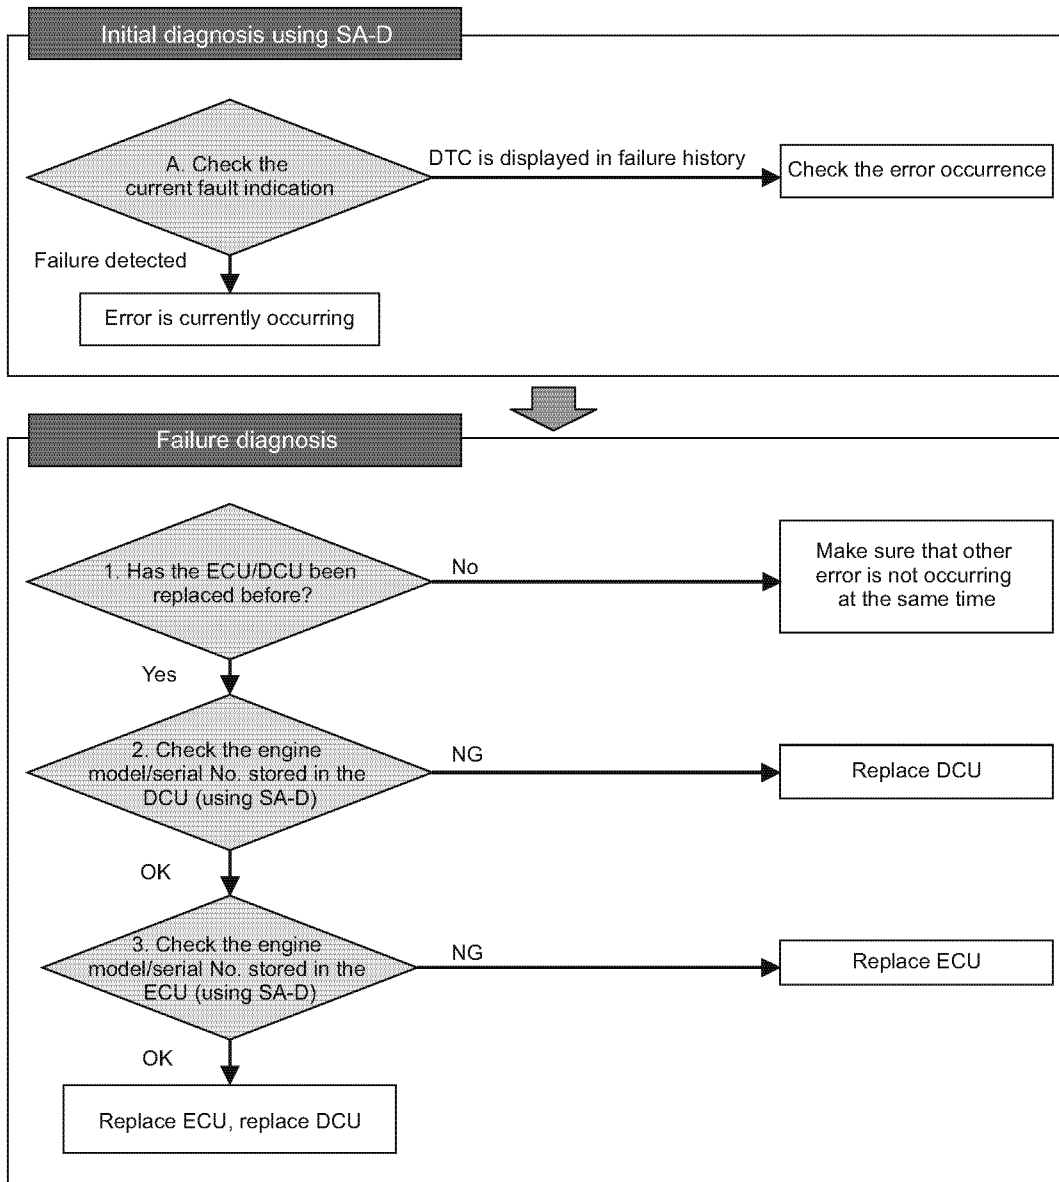 Initial diagnosis using SA-D
A. Check the
current fault indication
DTC is displayed in failure history
Check the error occurrence
Failure detected
Error is currently occurring
Failure diagnosis
1. Has the ECU/DCU been
replaced before?
No
Make sure that other
error is not occurring
at the same time
Yes
2. Check the engine
model/serial No. stored in the
DCU (using SA-D)
NG
Replace DCU
OK
3. Check the engine
model/serial No. stored in the
ECU (using SA-D)
NG
Replace ECU
OK
Replace ECU, replace DCU